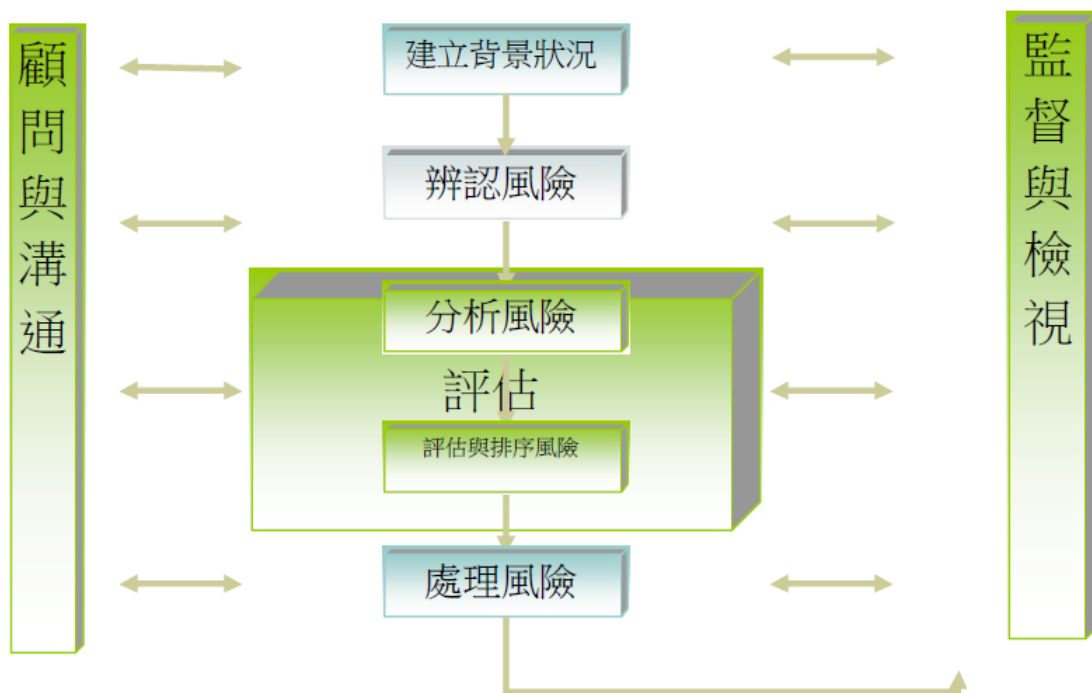 顧問與溝通
建立背景狀況
辨認風險
分析風險
評估
評估與排序風險
處理風險
監督與檢視